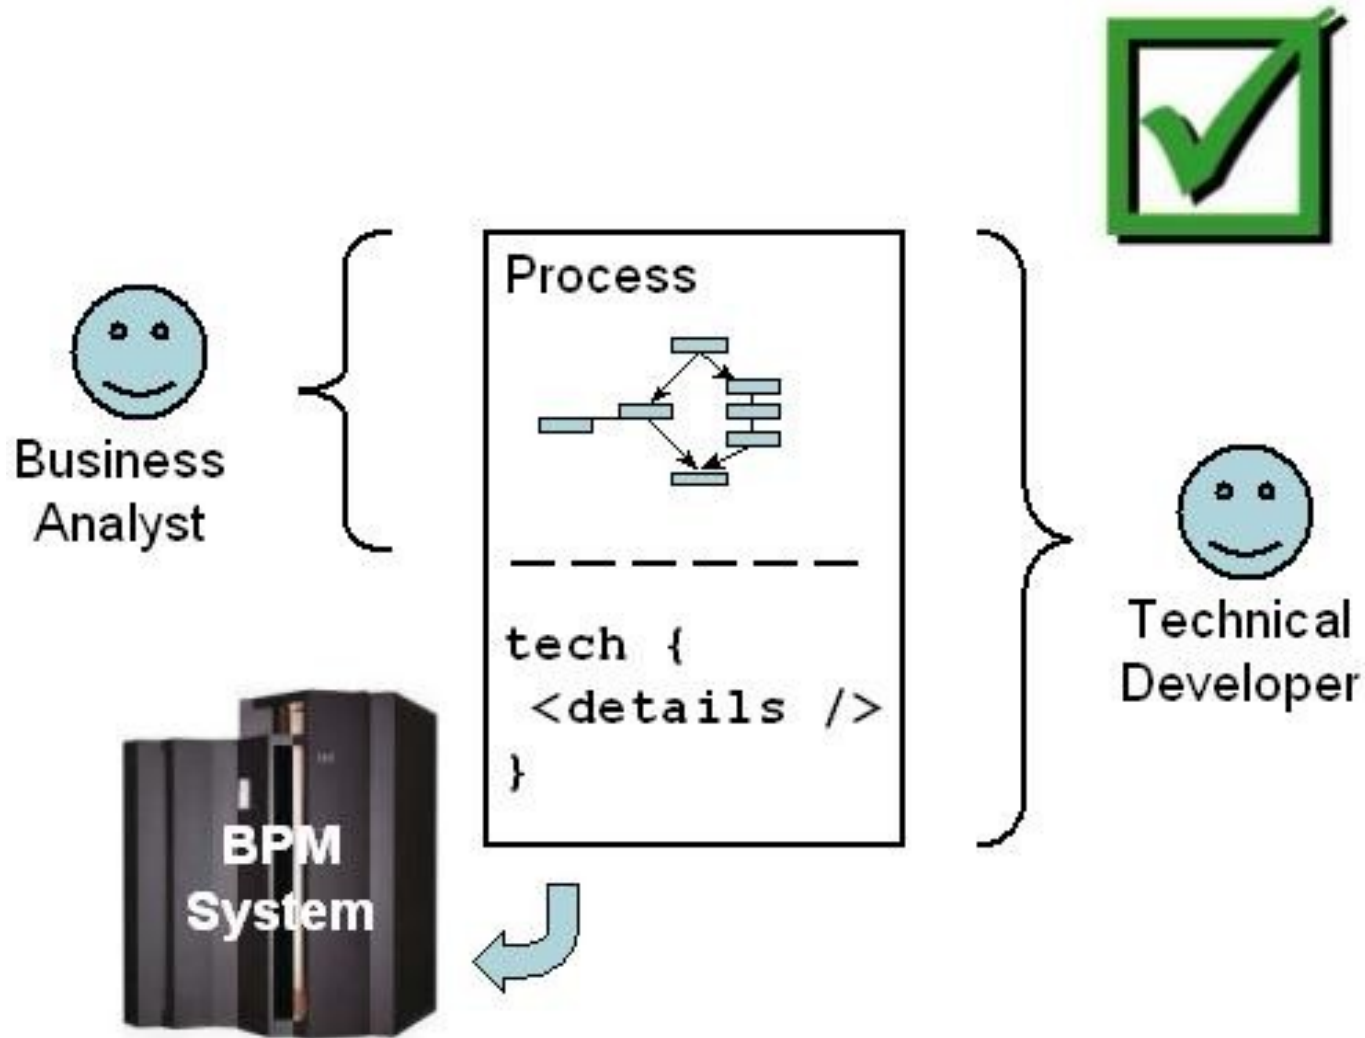 Process
Business
Analyst
tech {
<details />
}
Technical
Developer
BPM
System